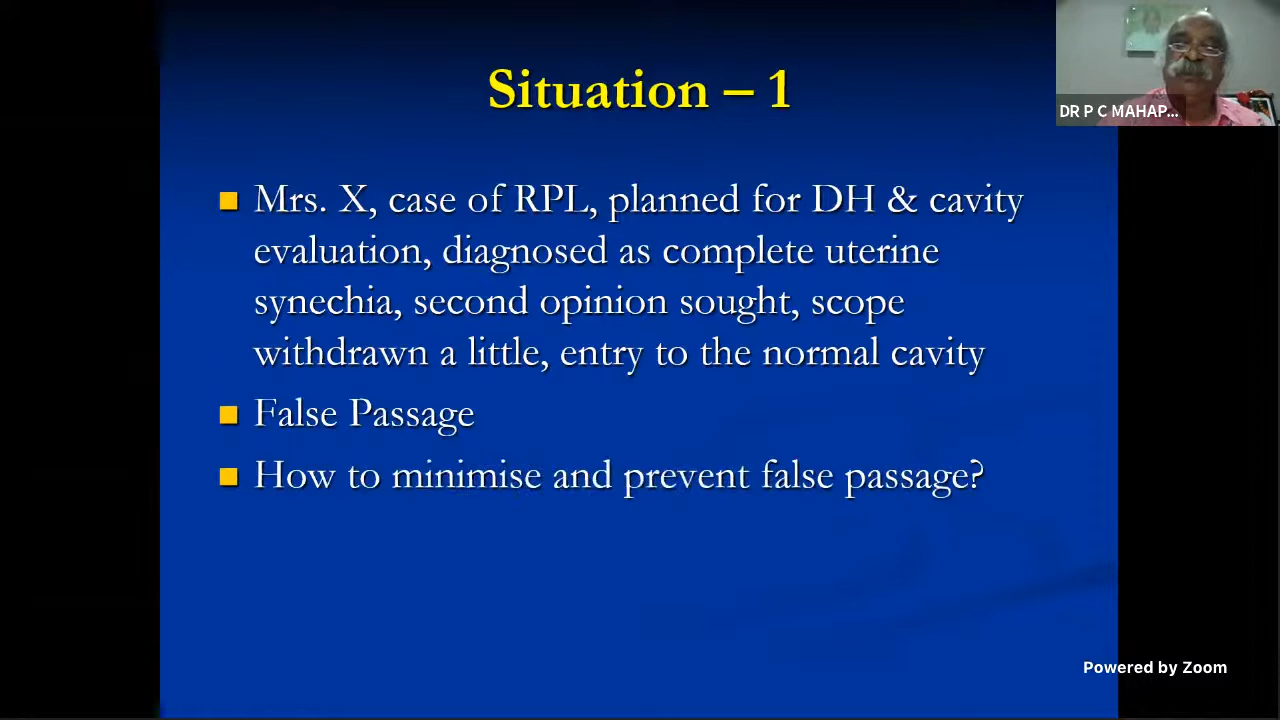 Situation – 1
DR P C MAHAP...
Mrs. X, case of RPL, planned for DH & cavity
evaluation, diagnosed as complete uterine
synechia, second opinion sought, scope
withdrawn a little, entry to the normal cavity
False Passage
How to minimise and prevent false passage?
Powered by Zoom